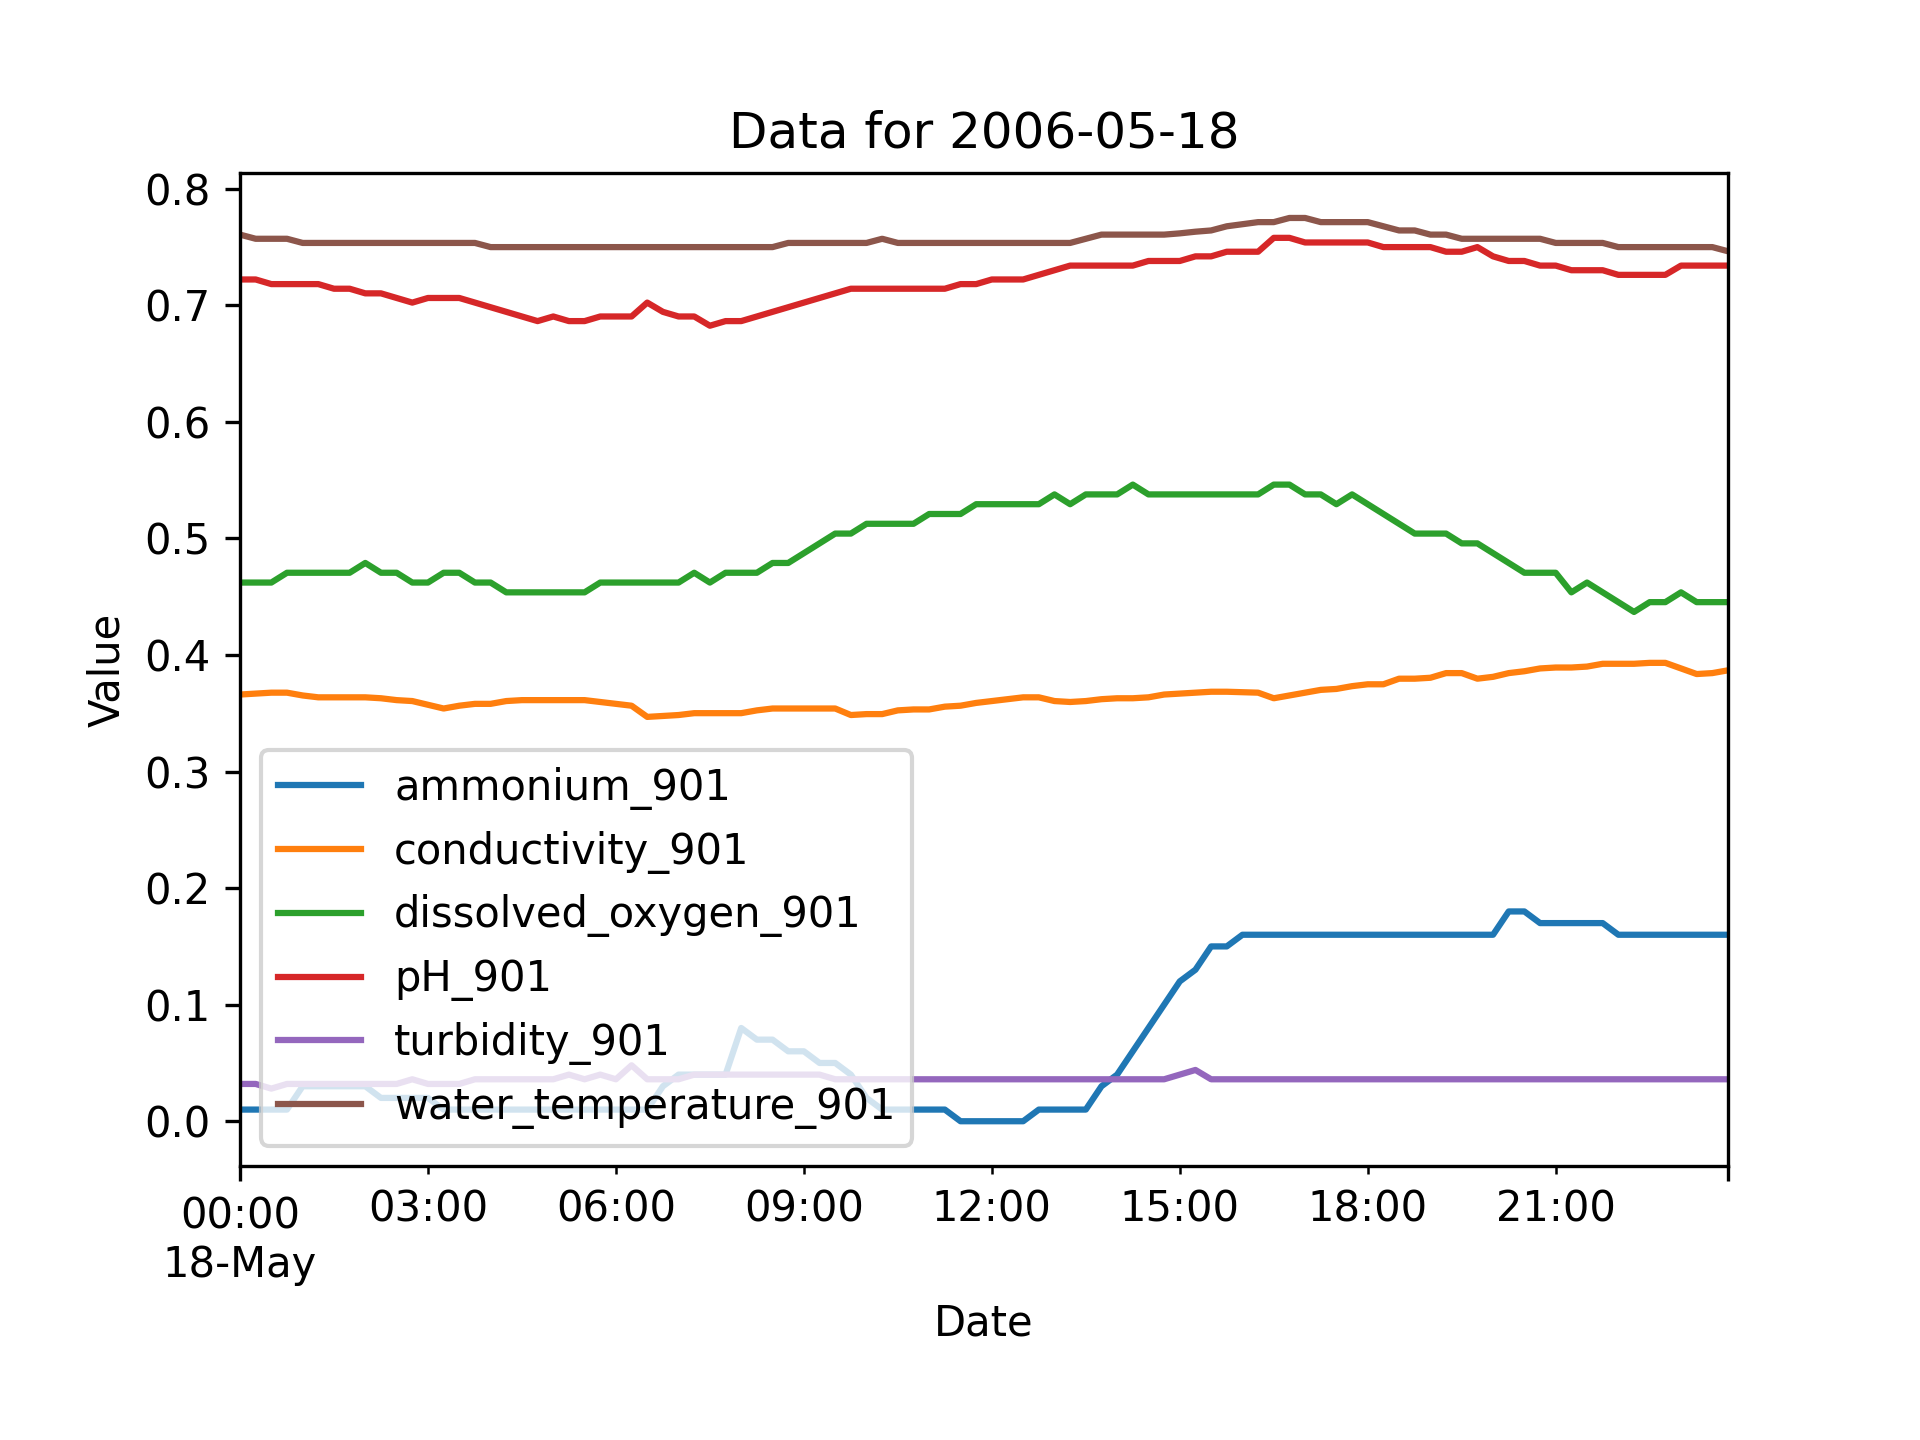 Data for 2006-05-18
0.8
0.7
0.6
0.5
0.4
0.3
0.2
0.1
0.0
Value
ammonium_901
conductivity_901
dissolved_oxygen_901
pH_901
turbidity_901
water_temperature_901
00:00 03:00 06:00 09:00 12:00 15:00 18:00 21:00
18-May
Date